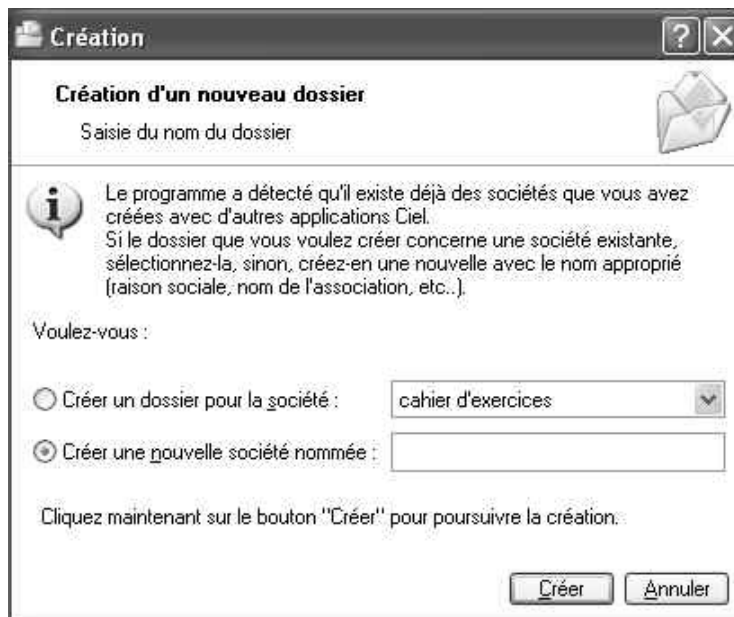 Création
Création d'un nouveau dossier
Saisie du nom du dossier
Le programme a détecté qu'il existe déjà des sociétés que vous avez
créées avec d'autres applications Ciel.
Si le dossier que vous voulez créer concerne une société existante,
sélectionnez-la, sinon, créez-en une nouvelle avec le nom approprié
(raison sociale, nom de l'association, etc..).
Voulez-vous :
Créer un dossier pour la société : cahier d'exercices
Créer une nouvelle société nommée :
Cliquez maintenant sur le bouton "Créer" pour poursuivre la création.
Créer Annuler